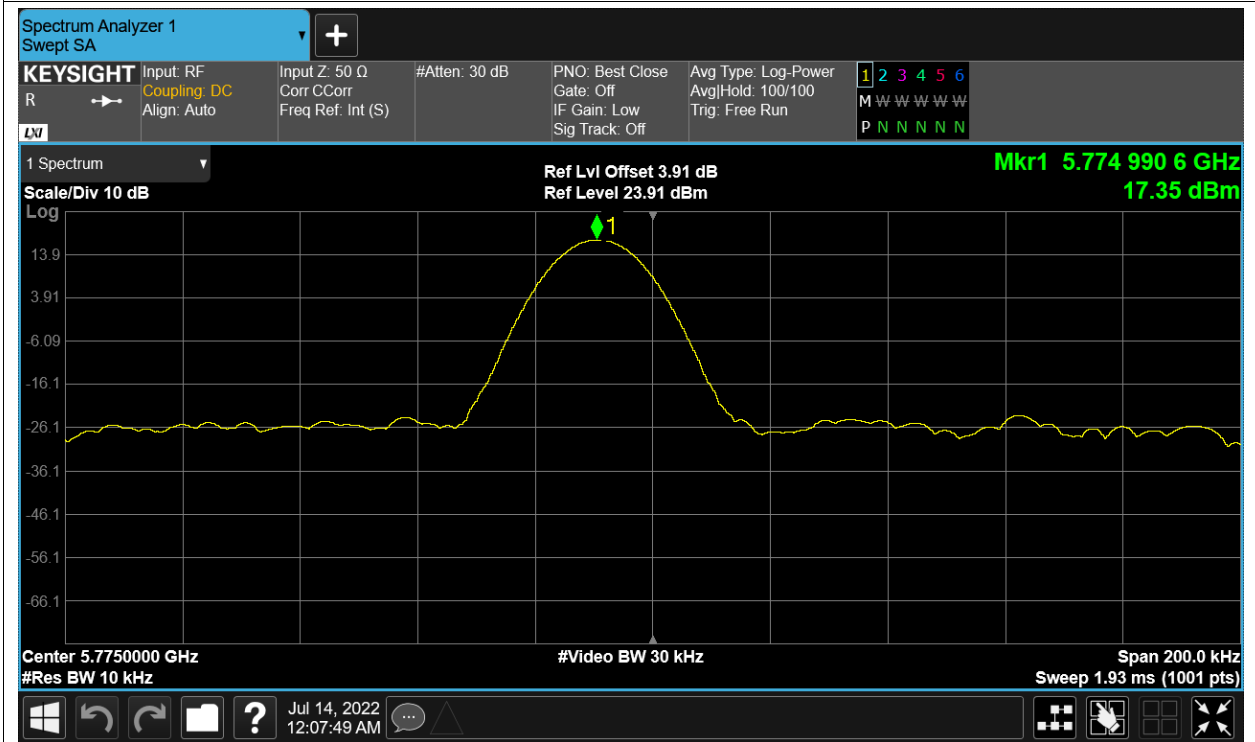 Spectrum Analyzer 1
Swept SA
▼
+
KEYSIGHT
R
LXI
Input: RF
Coupling: DC
Align: Auto
Input Z: 50 Ω
Corr CCorr
Freq Ref: Int (S)
#Atten: 30 dB
PNO: Best Close
Gate: Off
IF Gain: Low
Sig Track: Off
Avg Type: Log-Power
Avg|Hold: 100/100
Trig: Free Run
1 2 3 4 5 6
M W W W W W
P N N N N N
1 Spectrum
▼
Scale/Div 10 dB
Log
Ref Lvl Offset 3.91 dB
Ref Level 23.91 dBm
Mkr1 5.774 990 6 GHz
17.35 dBm
1
13.9
3.91
-6.09
-16.1
-26.1
-36.1
-46.1
-56.1
-66.1
Center 5.7750000 GHz
#Res BW 10 kHz
#Video BW 30 kHz
Span 200.0 kHz
Sweep 1.93 ms (1001 pts)
?
Jul 14, 2022
12:07:49 AM